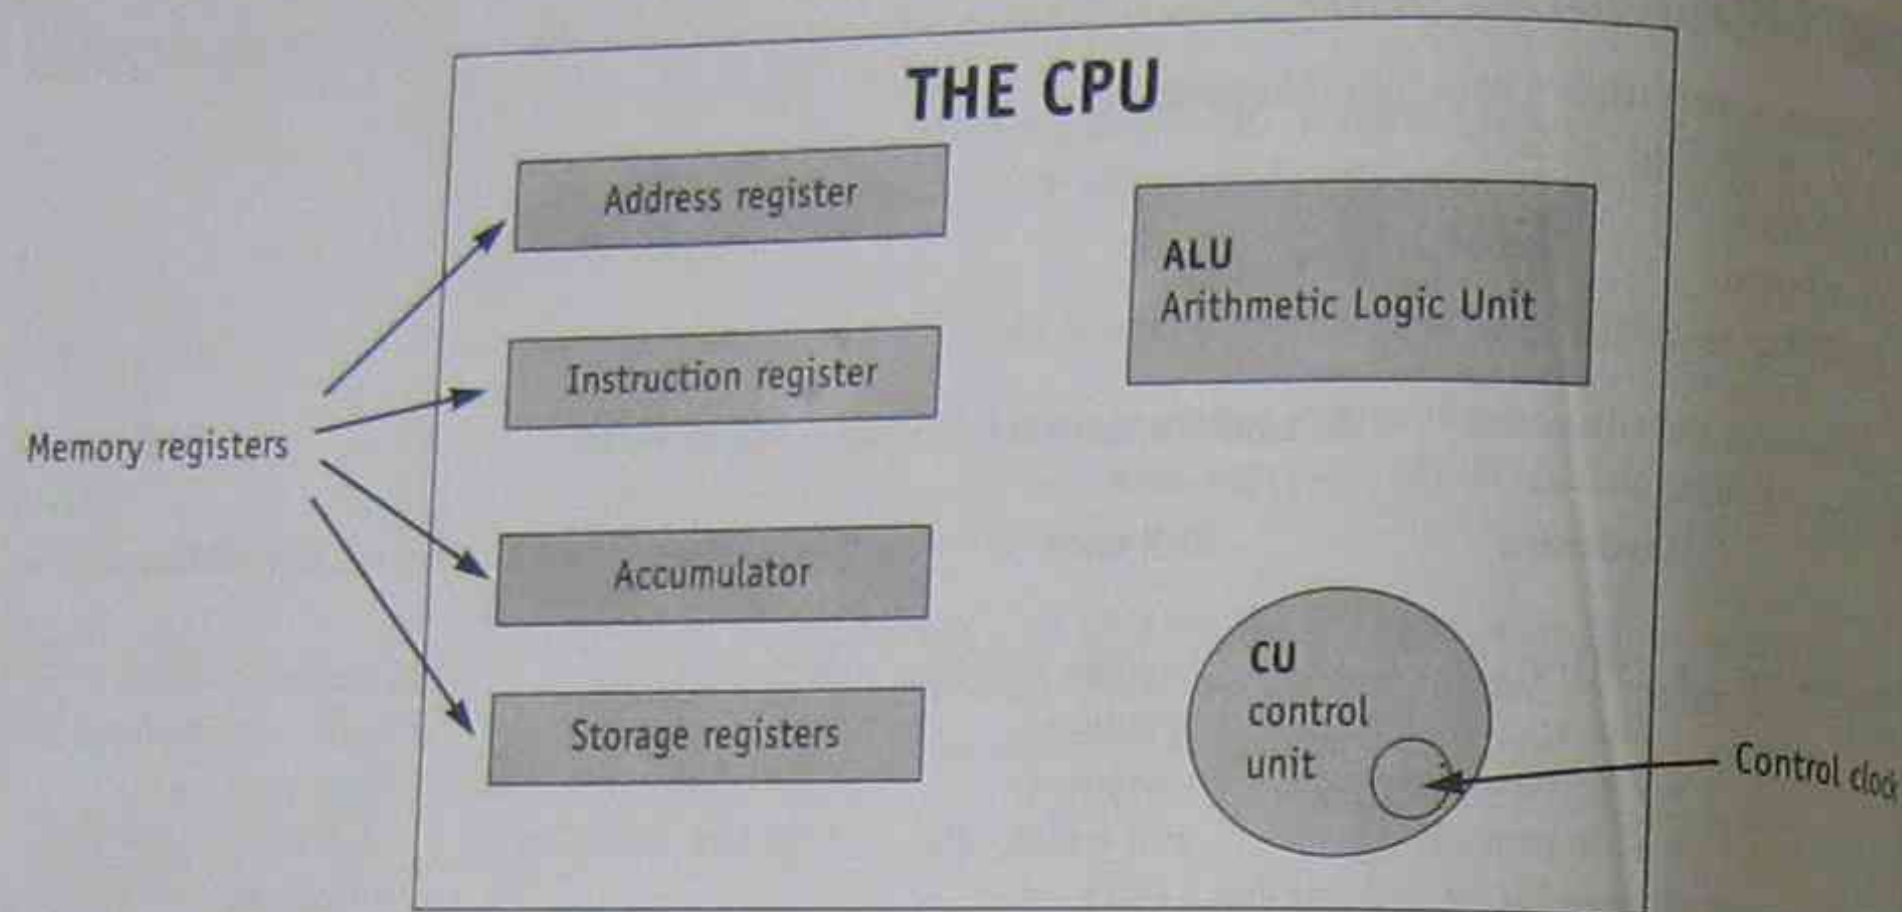 THE CPU
Address register
Instruction register
Accumulator
Storage registers
Memory registers
ALU
Arithmetic Logic Unit
CU
control
unit
Control clock